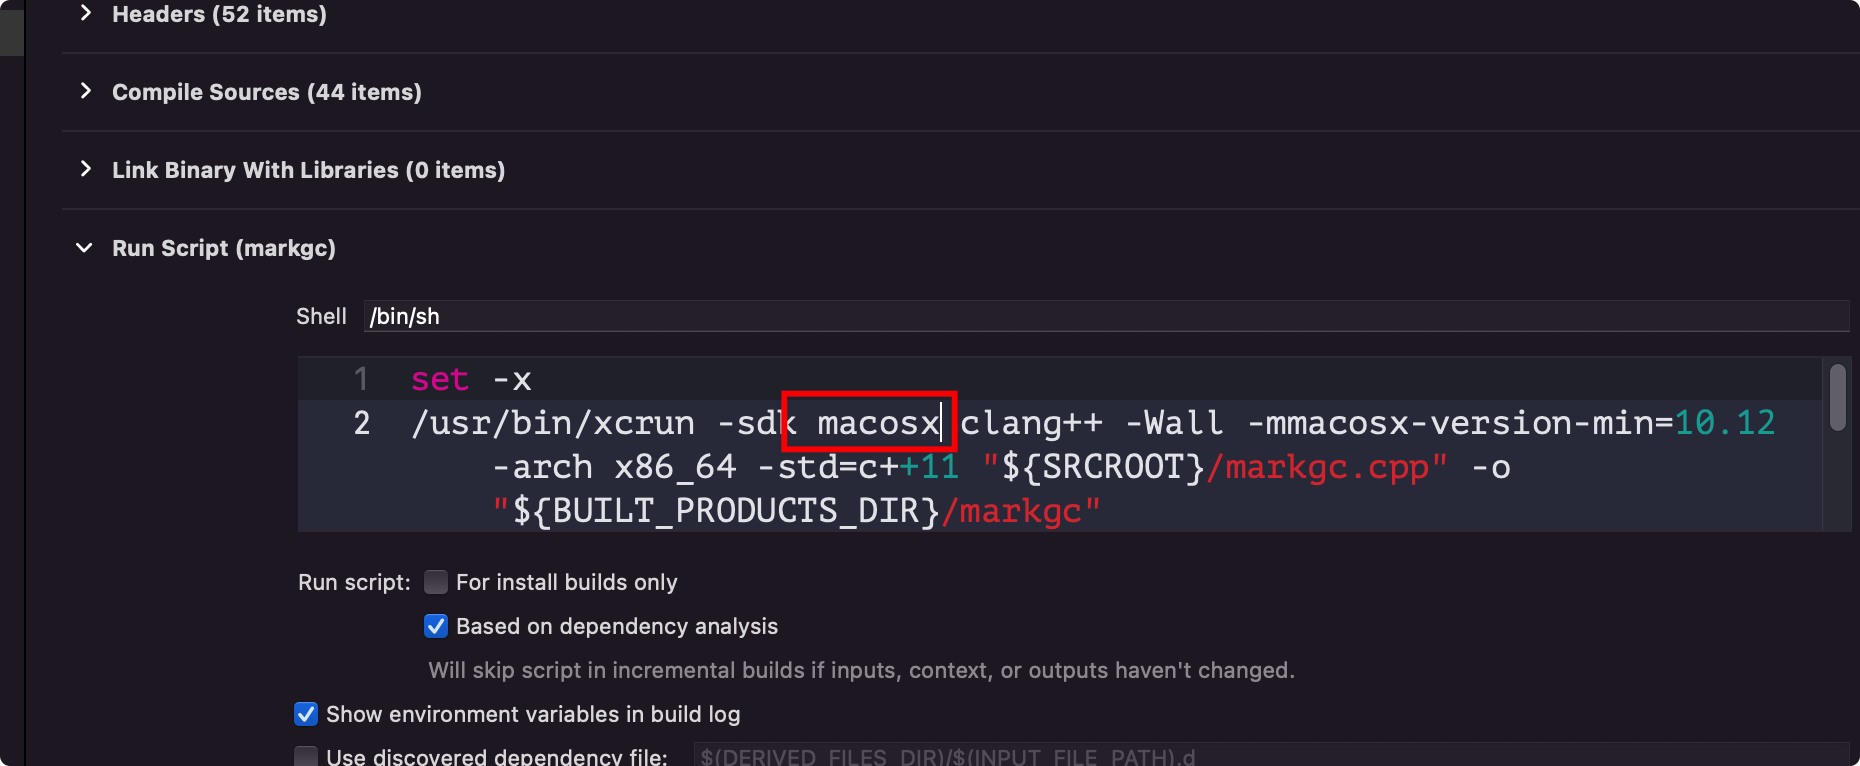 Headers (52 items)
Compile Sources (44 items)
Link Binary With Libraries (0 items)
Run Script (markgc)
Shell /bin/sh
1 set -x
2 /usr/bin/xcrun -sdk macosx clang++ -Wall -mmacosx-version-min=10.12
-arch x86_64 -std=c++11 "${SRCROOT}/markgc.cpp" -o
"${BUILT_PRODUCTS_DIR}/markgc"
Run script: For install builds only
Based on dependency analysis
Will skip script in incremental builds if inputs, context, or outputs haven't changed.
Show environment variables in build log
Use discovered dependency file: $(DERIVED_FILES_DIR)/$(INPUT_FILE_PATH).d